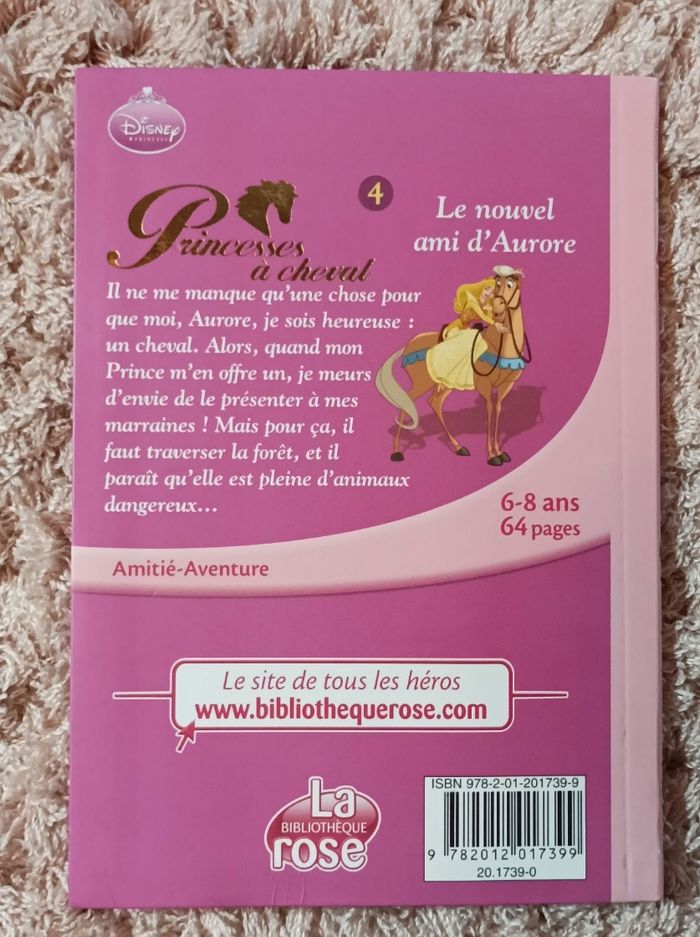 Disney
PRINCESS
Princesses
à cheval
4
Le nouvel
ami d'Aurore
Il ne me manque qu'une chose pour
que moi, Aurore, je sois heureuse :
un cheval. Alors, quand mon
Prince m'en offre un, je meurs
d'envie de le présenter à mes
marraines ! Mais pour ça, il
faut traverser la forêt, et il
paraît qu'elle est pleine d'animaux
dangereux...
6-8 ans
64 pages
Amitié-Aventure
Le site de tous les héros
www.bibliothequerose.com
La
BIBLIOTHÈQUE
rose
ISBN 978-2-01-201739-9
9 782012 017399
20.1739-0